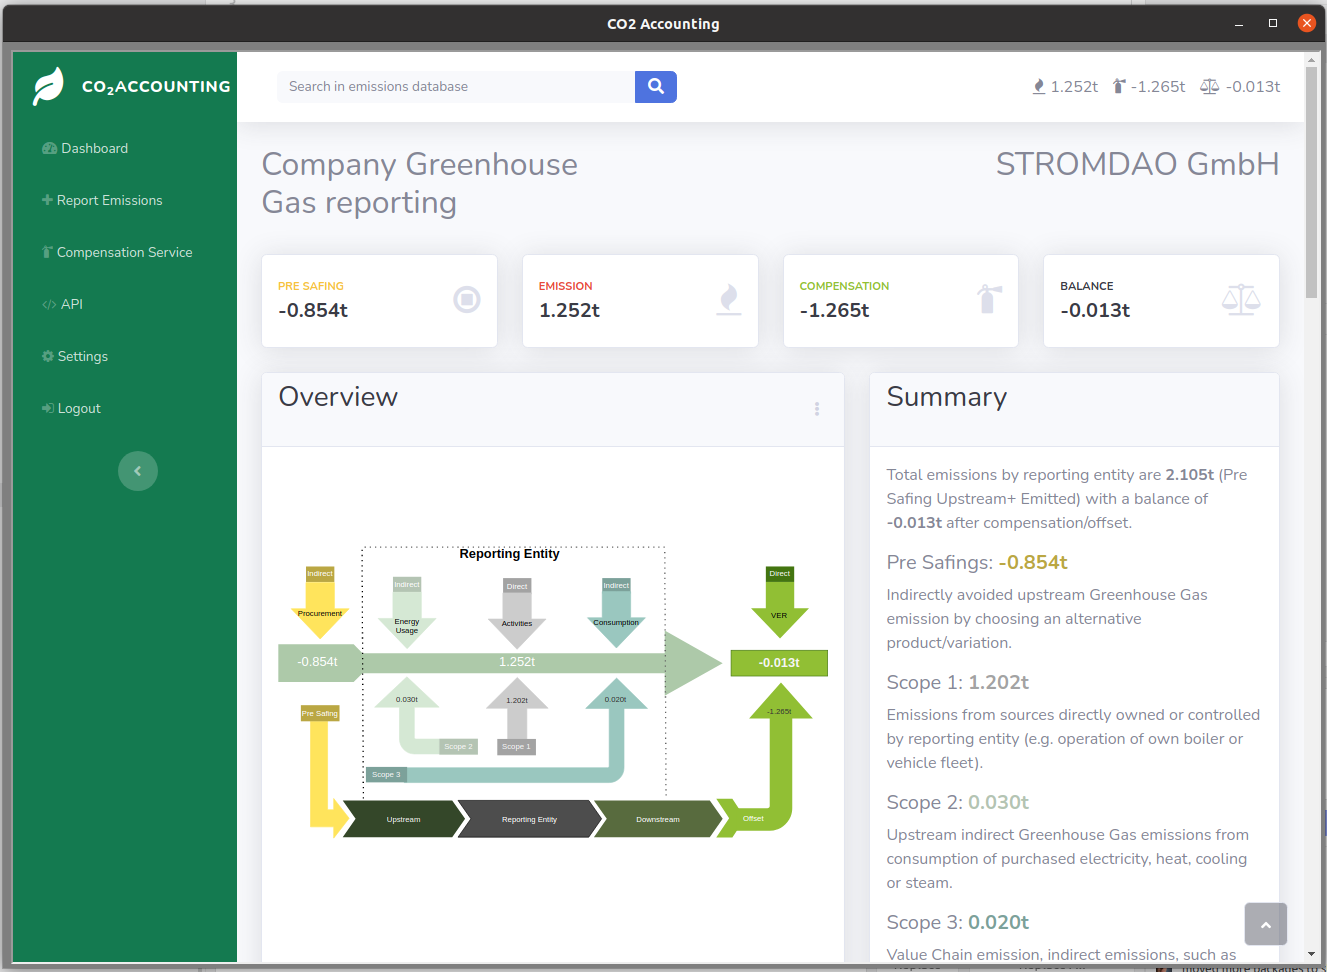 CO2 Accounting
CO2ACCOUNTING
Search in emissions database
1.252t
-1.265t
-0.013t
Dashboard
Report Emissions
Compensation Service
API
Settings
Logout
Company Greenhouse
Gas reporting
STROMDAO GmbH
PRE SAFING
-0.854t
EMISSION
1.252t
COMPENSATION
-1.265t
BALANCE
-0.013t
Overview
Reporting Entity
Indirect
Indirect
Direct
Indirect
Direct
Procurement
Energy
Usage
Activities
Consumption
VER
-0.854t
1.252t
-0.013t
0.030t
1.202t
0.020t
-1.265t
Pre Safing
Scope 2
Scope 1
Scope 3
Upstream
Reporting Entity
Downstream
Offset
Summary
Total emissions by reporting entity are 2.105t (Pre
Safing Upstream+ Emitted) with a balance of
-0.013t after compensation/offset.
Pre Safings: -0.854t
Indirectly avoided upstream Greenhouse Gas
emission by choosing an alternative
product/variation.
Scope 1: 1.202t
Emissions from sources directly owned or controlled
by reporting entity (e.g. operation of own boiler or
vehicle fleet).
Scope 2: 0.030t
Upstream indirect Greenhouse Gas emissions from
consumption of purchased electricity, heat, cooling
or steam.
Scope 3: 0.020t
Value Chain emission, indirect emissions, such as